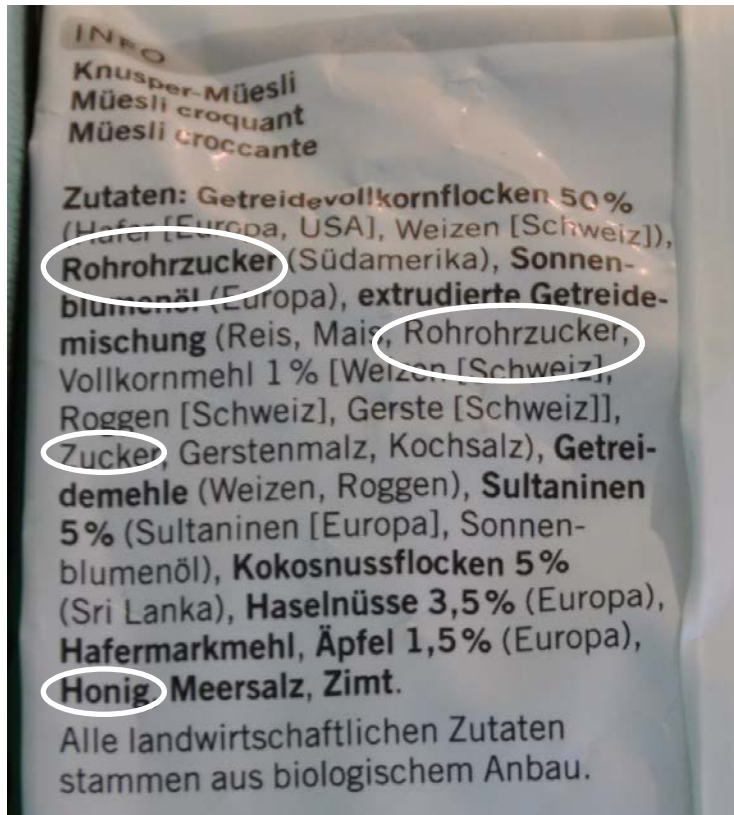 INFO
Knusper-Müesli
Müesli croquant
Müesli croccante
Zutaten: Getreidevollkornflocken 50%
(Hafer [Europa, USA], Weizen [Schweiz]),
Rohrohrzucker (Südamerika), Sonnen-
blumenöl (Europa), extrudierte Getreide-
mischung (Reis, Mais, Rohrohrzucker,
Vollkornmehl 1% [Weizen [Schweiz],
Roggen [Schweiz], Gerste [Schweiz]],
Zucker, Gerstenmalz, Kochsalz), Getrei-
demehle (Weizen, Roggen), Sultaninen
5% (Sultaninen [Europa], Sonnen-
blumenöl), Kokosnussflocken 5%
(Sri Lanka), Haselnüsse 3,5% (Europa),
Hafermarkmehl, Äpfel 1,5% (Europa),
Honig, Meersalz, Zimt.
Alle landwirtschaftlichen Zutaten
stammen aus biologischem Anbau.